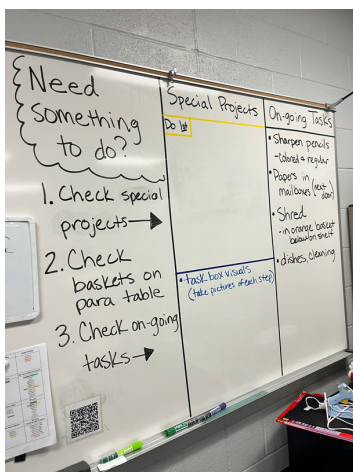 Need
something
to do?
1. Check special
projects→
2. Check
baskets on
para table
3. Check on-going
tasks→
Special Projects
Do 1st
• task box visuals
(take pictures of each step)
On-going Tasks
• Sharpen pencils
- colored & regular
• Papers in
mailboxes (next
door)
• Shred
- in orange basket
below on shelf
• dishes, cleaning